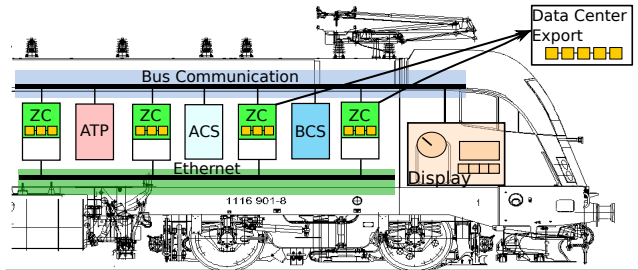 Data Center
Export
Bus Communication
ZC
ATP
ZC
ACS
ZC
BCS
ZC
Ethernet
Display
1116 901-8